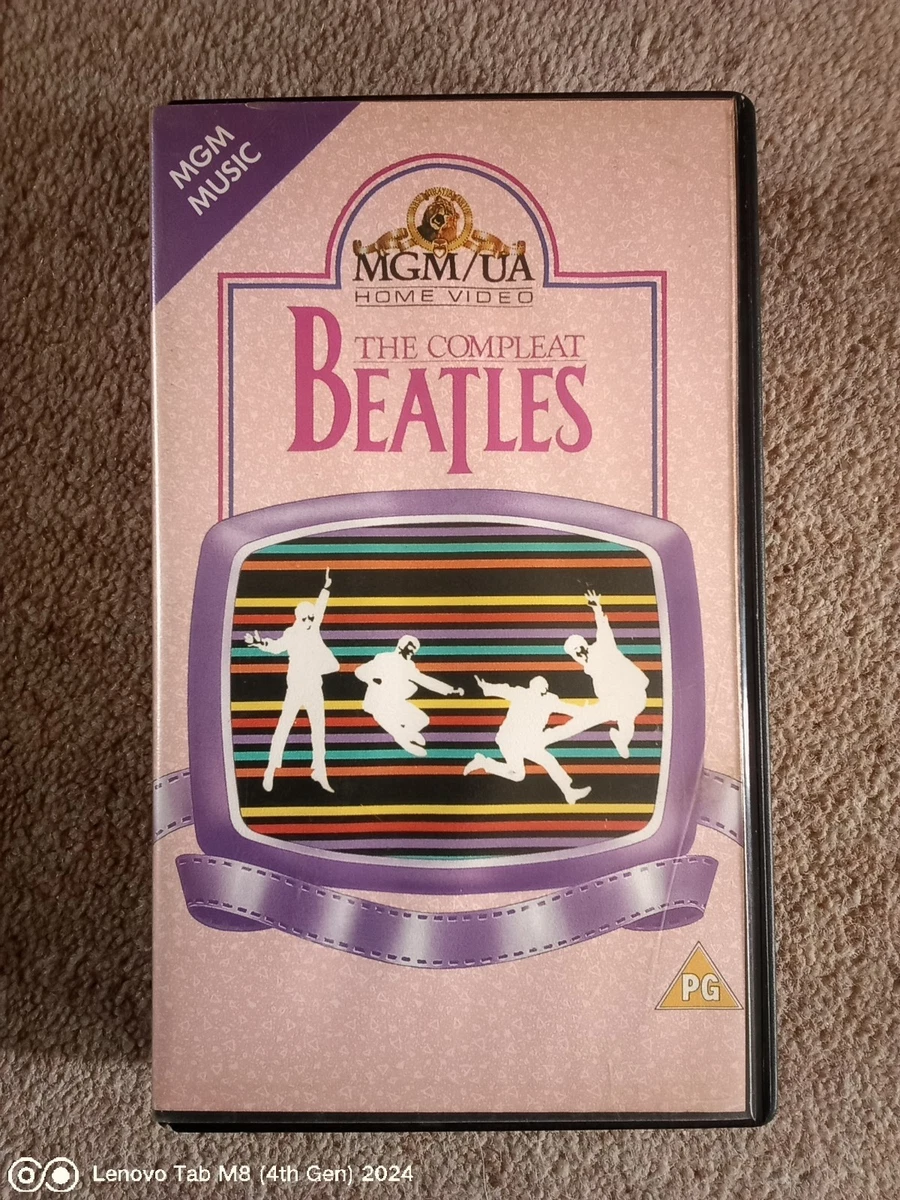 MGM
MUSIC
MGM/UA
HOME VIDEO
THE COMPLEAT
BEATLES
PG
Lenovo Tab M8 (4th Gen) 2024